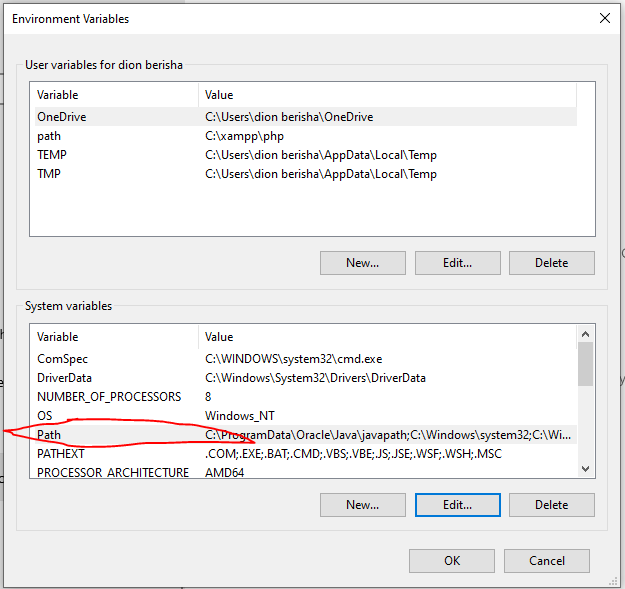 Environment Variables
User variables for dion berisha
Variable Value
OneDrive C:\Users\dion berisha\OneDrive
path C:\xampp\php
TEMP C:\Users\dion berisha\AppData\Local\Temp
TMP C:\Users\dion berisha\AppData\Local\Temp
New... Edit... Delete
System variables
Variable Value
ComSpec C:\WINDOWS\system32\cmd.exe
DriverData C:\Windows\System32\Drivers\DriverData
NUMBER_OF_PROCESSORS 8
OS Windows_NT
Path C:\ProgramData\Oracle\Java\javapath;C:\Windows\system32;C:\Wi...
PATHEXT .COM;.EXE;.BAT;.CMD;.VBS;.VBE;.JS;.JSE;.WSF;.WSH;.MSC
PROCESSOR_ARCHITECTURE AMD64
New... Edit... Delete
OK Cancel